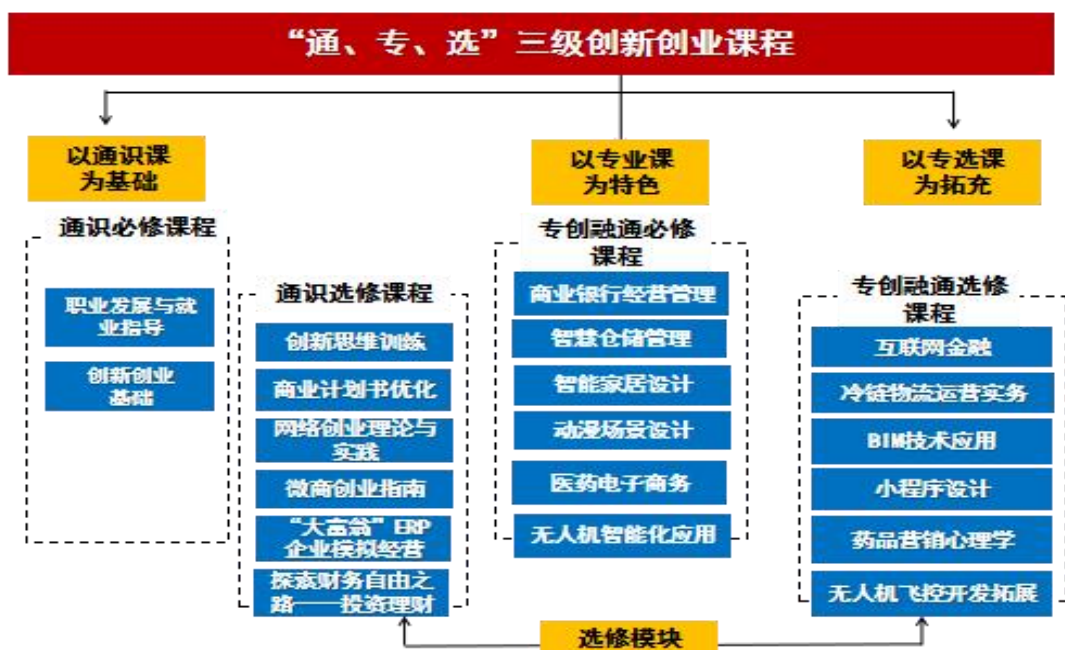 “通、专、选”三级创新创业课程
以通识课
为基础
以专业课
为特色
以专选课
为拓充
通识必修课程
职业发展与就
业指导
创新创业
基础
通识选修课程
创新思维训练
商业计划书优化
网络创业理论与
实践
微商创业指南
“大富翁”ERP
企业模拟经营
探索财务自由之
路——投资理财
专创融通必修
课程
商业银行经营管理
智慧仓储管理
智能家居设计
动漫场景设计
医药电子商务
无人机智能化应用
专创融通选修
课程
互联网金融
冷链物流运营实务
BIM技术应用
小程序设计
药品营销心理学
无人机飞控开发拓展
选修模块